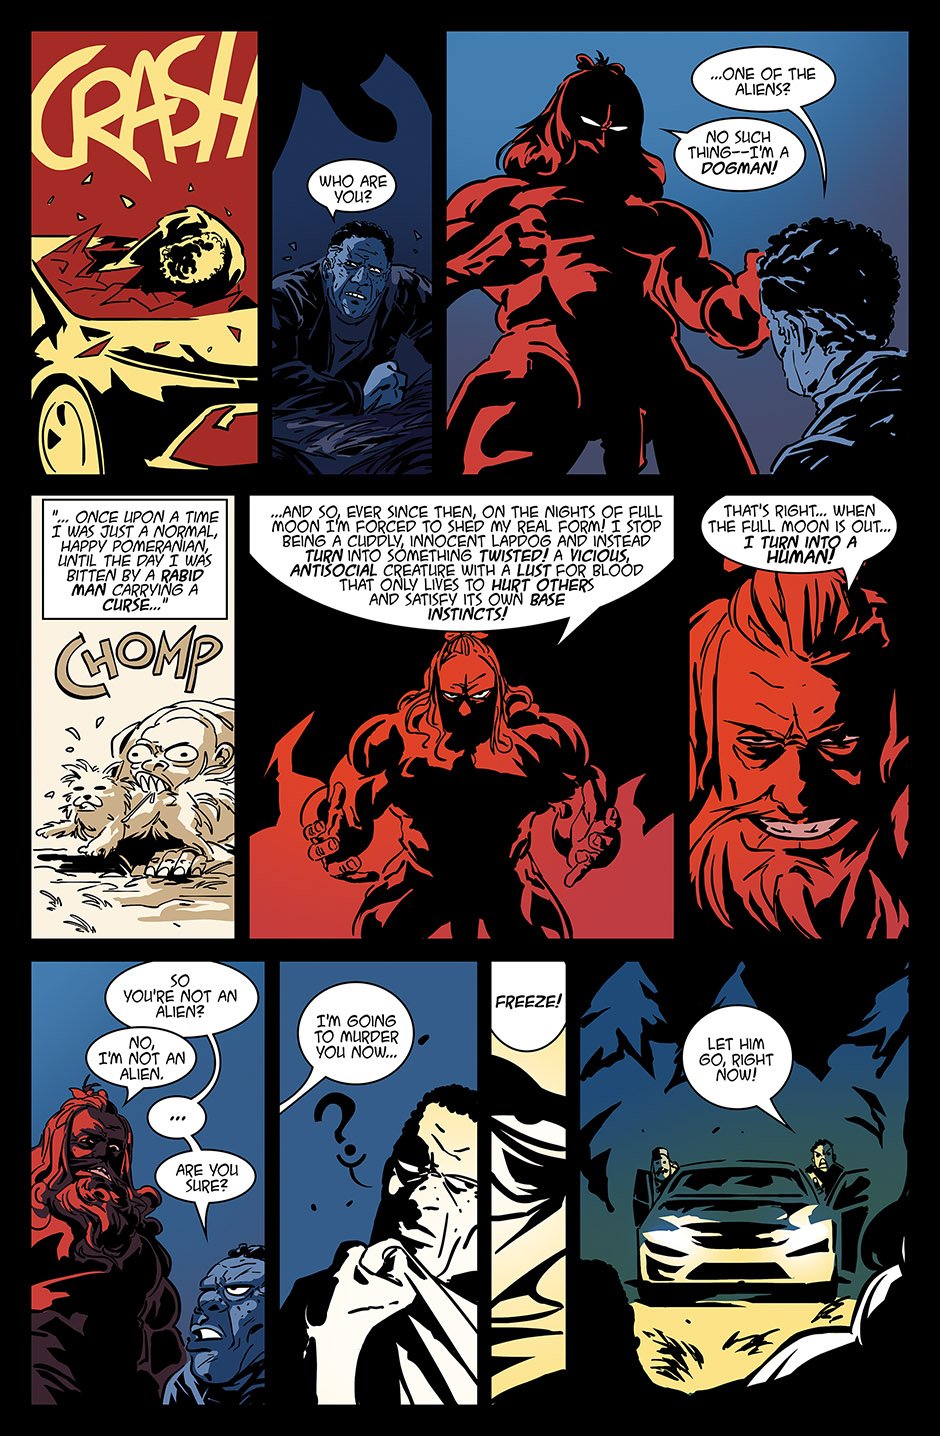 CRASH
WHO ARE
YOU?
...ONE OF THE
ALIENS?
NO SUCH
THING--I'M A
DOGMAN!
"... ONCE UPON A TIME
I WAS JUST A NORMAL,
HAPPY POMERANIAN,
UNTIL THE DAY I WAS
BITTEN BY A RABID
MAN CARRYING A
CURSE..."
CHOMP
...AND SO, EVER SINCE THEN, ON THE NIGHTS OF FULL
MOON I'M FORCED TO SHED MY REAL FORM! I STOP
BEING A CUDDLY, INNOCENT LAPDOG AND INSTEAD
TURN INTO SOMETHING TWISTED! A VICIOUS,
ANTISOCIAL CREATURE WITH A LUST FOR BLOOD
THAT ONLY LIVES TO HURT OTHERS
AND SATISFY ITS OWN BASE
INSTINCTS!
THAT'S RIGHT... WHEN
THE FULL MOON IS OUT...
I TURN INTO A
HUMAN!
SO
YOU'RE NOT AN
ALIEN?
NO,
I'M NOT AN
ALIEN.
...
ARE YOU
SURE?
I'M GOING
TO MURDER
YOU NOW...
?
FREEZE!
LET HIM
GO, RIGHT
NOW!